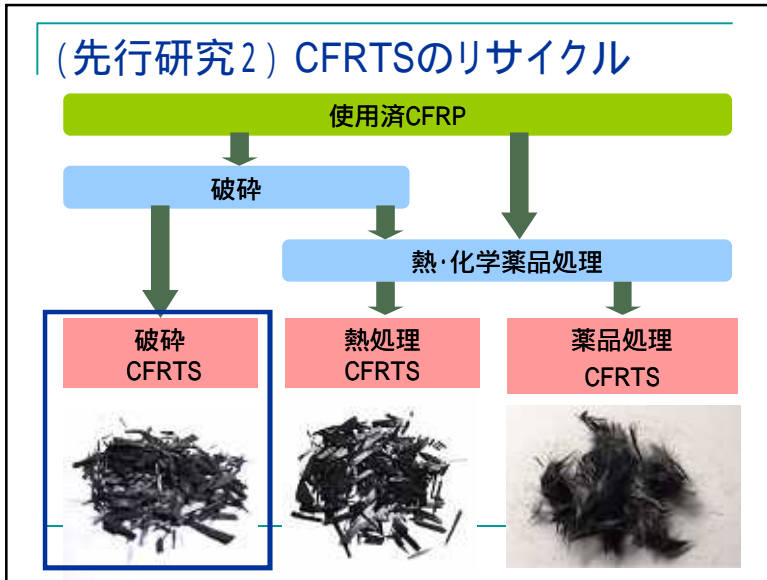 (先行研究2) CFRTSのリサイクル
使用済CFRP
破砕
熱·化学薬品処理
破砕
CFRTS
熱処理
CFRTS
薬品処理
CFRTS